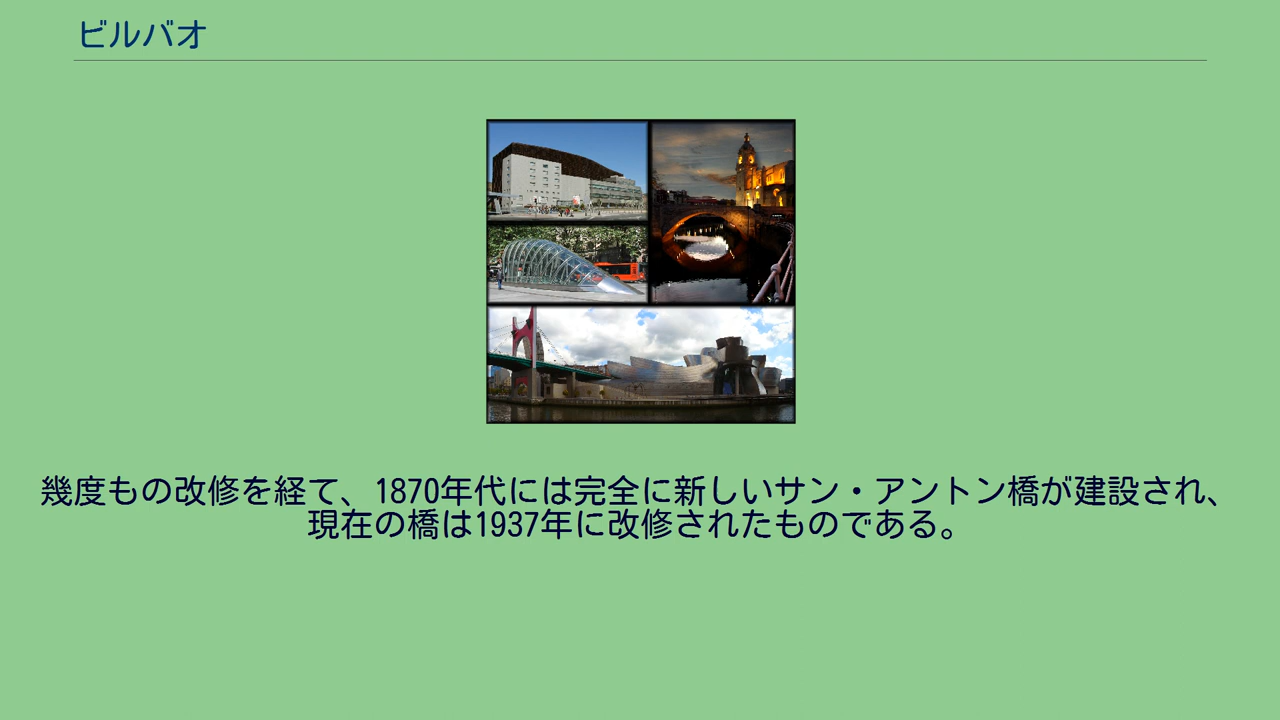 ビルバオ
幾度もの改修を経て、1870年代には完全に新しいサン・アントン橋が建設され、
現在の橋は1937年に改修されたものである。